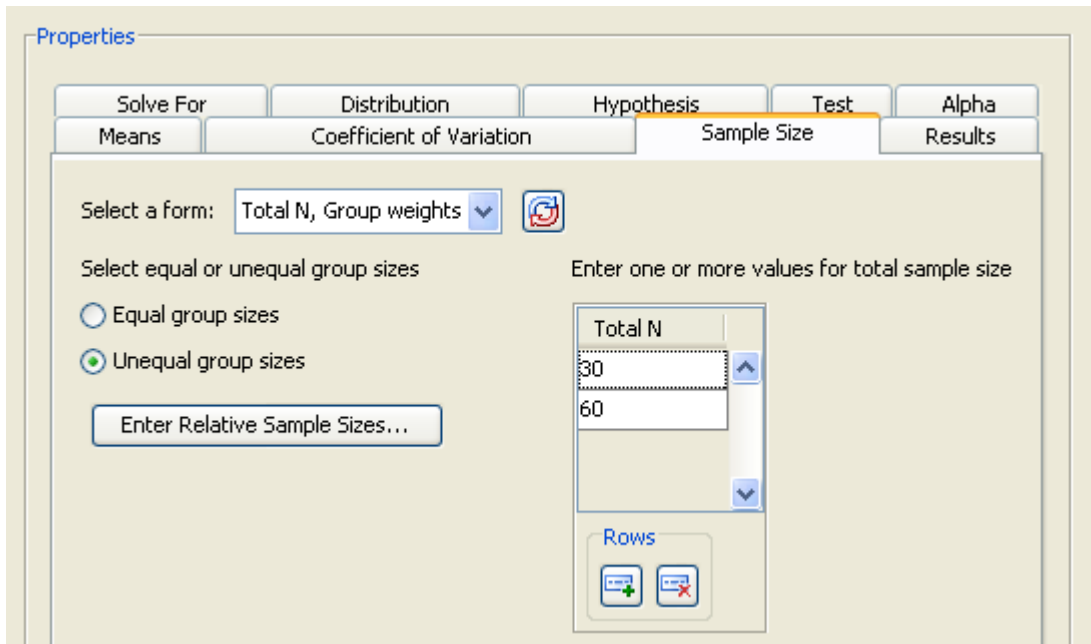 Properties
Solve For Distribution Hypothesis Test Alpha
Means Coefficient of Variation Sample Size Results
Select a form: Total N, Group weights
Select equal or unequal group sizes Enter one or more values for total sample size
Equal group sizes
Total N
Unequal group sizes
30
60
Enter Relative Sample Sizes...
Rows